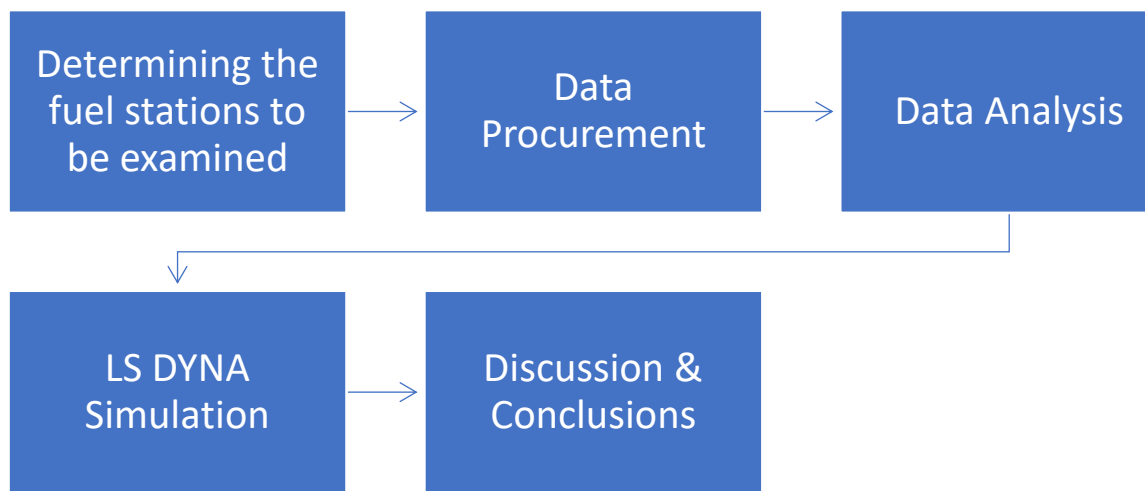 Determining the
fuel stations to
be examined
Data
Procurement
Data Analysis
LS DYNA
Simulation
Discussion &
Conclusions